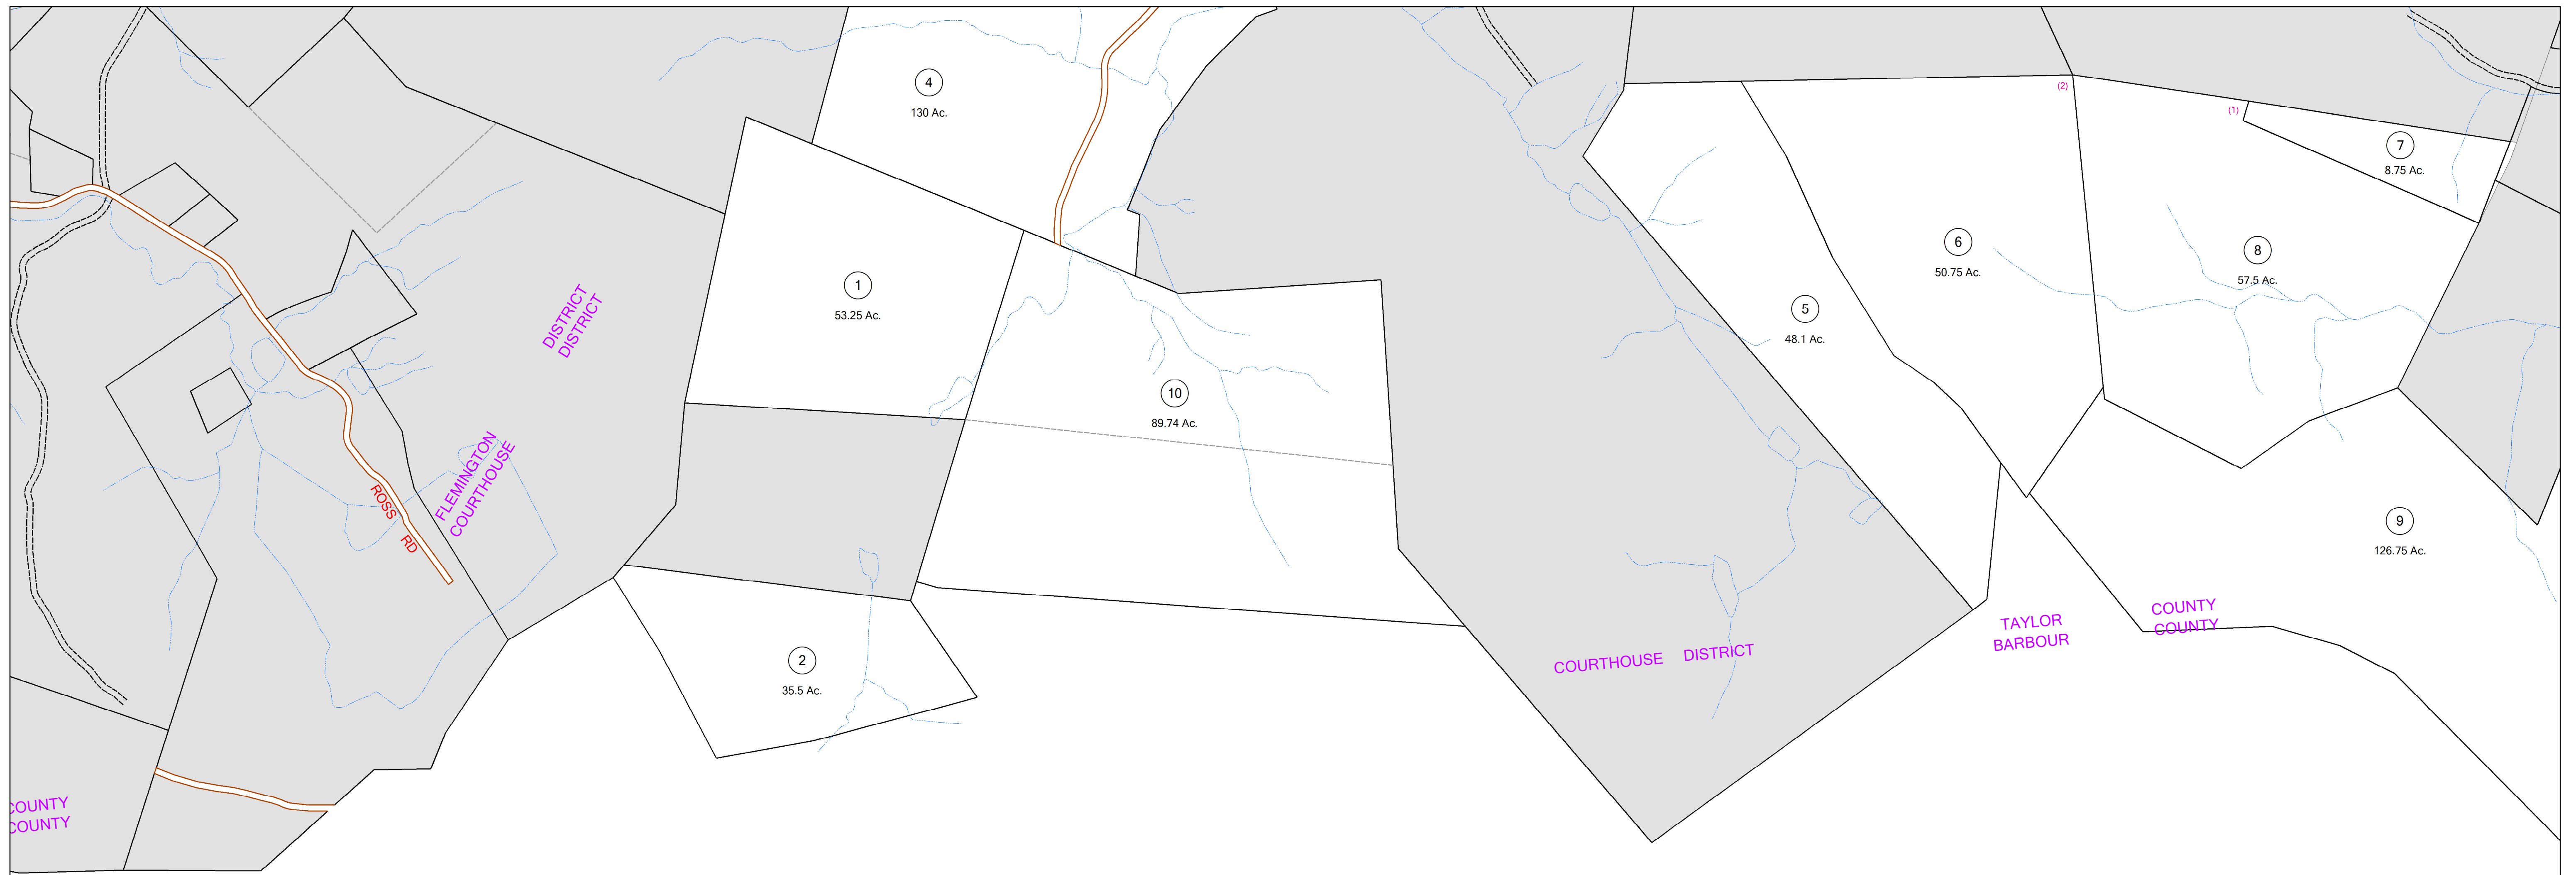 4
130 Ac.
(2)
(1)
7
8.75 Ac.
6
50.75 Ac.
8
57.5 Ac.
1
53.25 Ac.
5
48.1 Ac.
DISTRICT
DISTRICT
10
89.74 Ac.
FLEMINGTON
COURTHOUSE
ROSS RD
9
126.75 Ac.
COUNTY
COUNTY
TAYLOR
BARBOUR
COURTHOUSE DISTRICT
2
35.5 Ac.
COUNTY
COUNTY